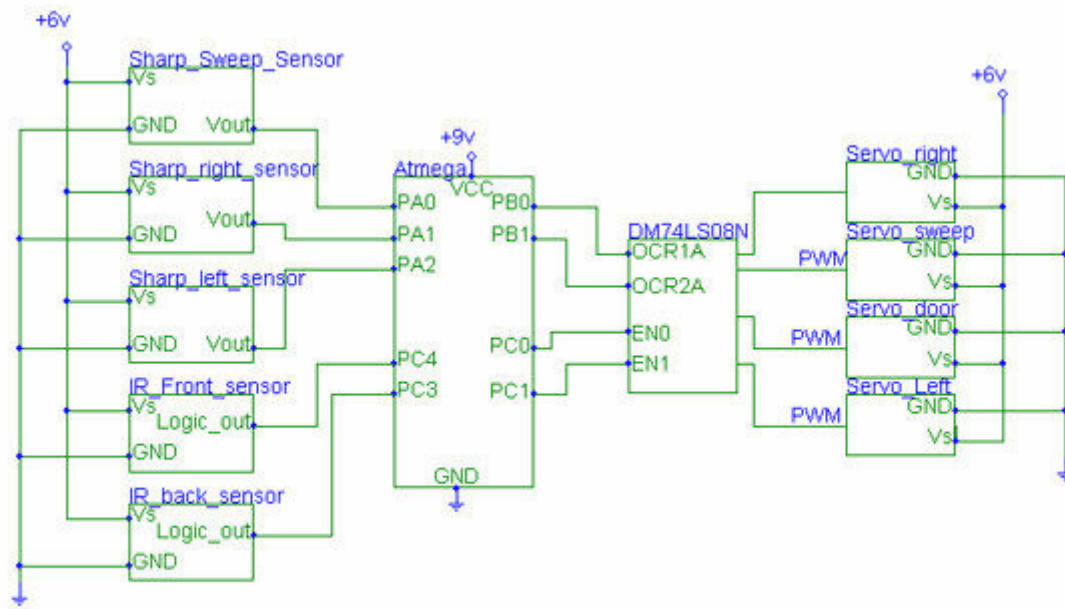 +6v
Sharp_Sweep_Sensor
Vs
GND Vout
Sharp_right_sensor
Vs
Vout
GND
Sharp_left_sensor
Vs
GND Vout
IR_Front_sensor
Vs
Logic_out
GND
IR_back_sensor
Vs
Logic_out
GND
+9v
Atmega
VCC
PA0 PB0
PA1 PB1
PA2
PC4 PC0
PC3 PC1
GND
DM74LS08N
OCR1A
OCR2A
EN0
EN1
PWM
PWM
PWM
+6v
Servo_right
GND
Vs
Servo_sweep
GND
Vs
Servo_door
GND
Vs
Servo_Left
GND
Vs